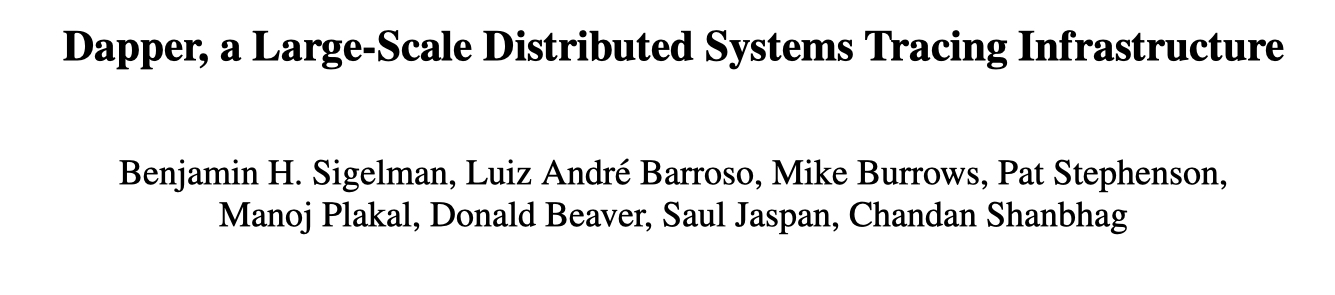 Dapper, a Large-Scale Distributed Systems Tracing Infrastructure
Benjamin H. Sigelman, Luiz André Barroso, Mike Burrows, Pat Stephenson,
Manoj Plakal, Donald Beaver, Saul Jaspan, Chandan Shanbhag